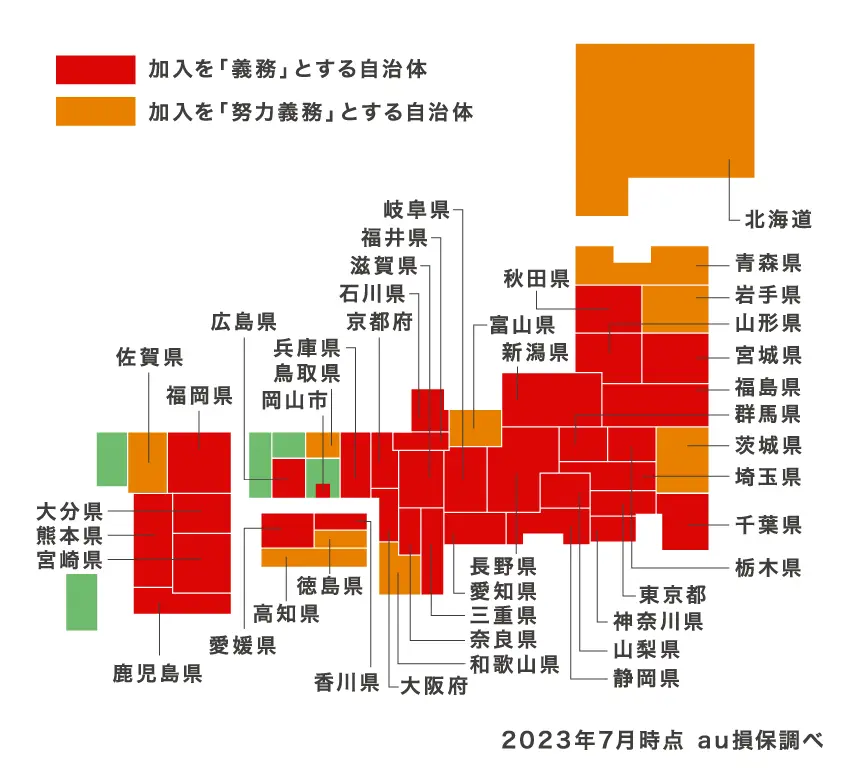 加入を「義務」とする自治体
加入を「努力義務」とする自治体
北海道
岐阜県
福井県
滋賀県
石川県
京都府
広島県
兵庫県
鳥取県
岡山市
佐賀県
福岡県
秋田県
富山県
新潟県
青森県
岩手県
山形県
宮城県
福島県
群馬県
茨城県
埼玉県
千葉県
栃木県
東京都
神奈川県
山梨県
静岡県
長野県
愛知県
三重県
奈良県
和歌山県
大阪府
大分県
熊本県
宮崎県
鹿児島県
徳島県
高知県
愛媛県
香川県
2023年7月時点 au損保調べ